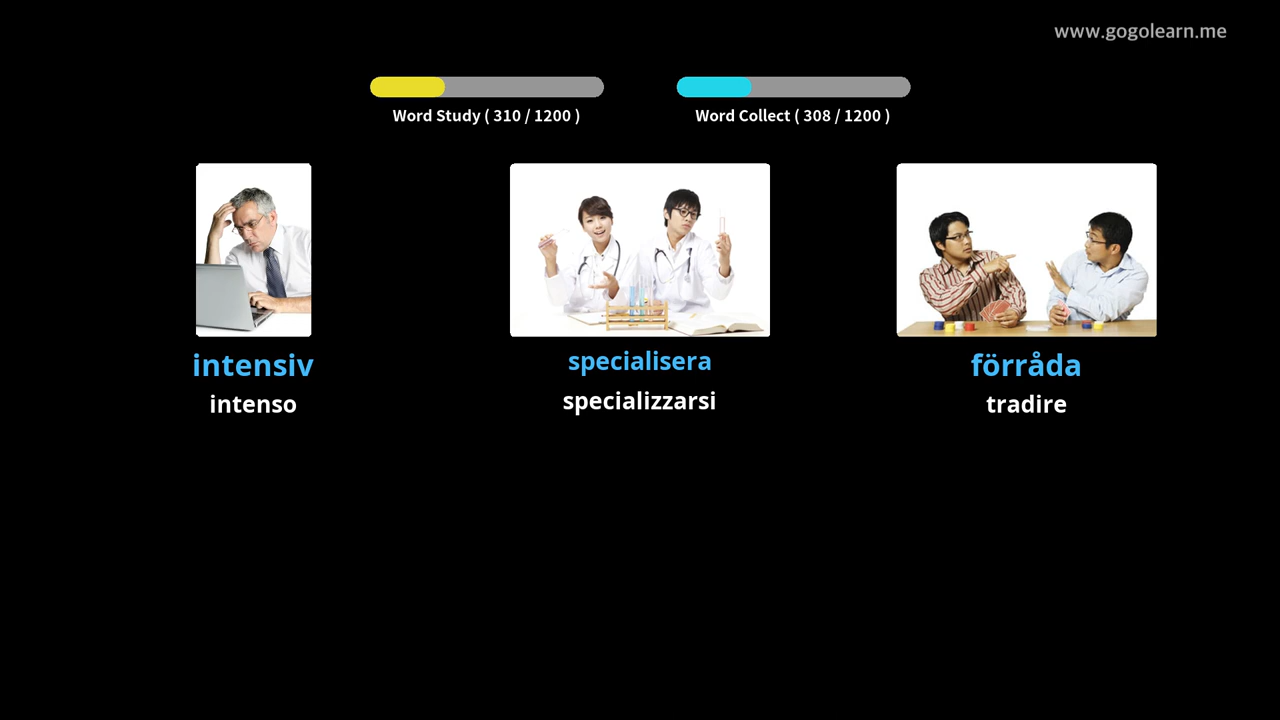 www.gogolearn.me
Word Study ( 310 / 1200 )
Word Collect ( 308 / 1200 )
intensiv
intenso
specialisera
specializzarsi
förråda
tradire